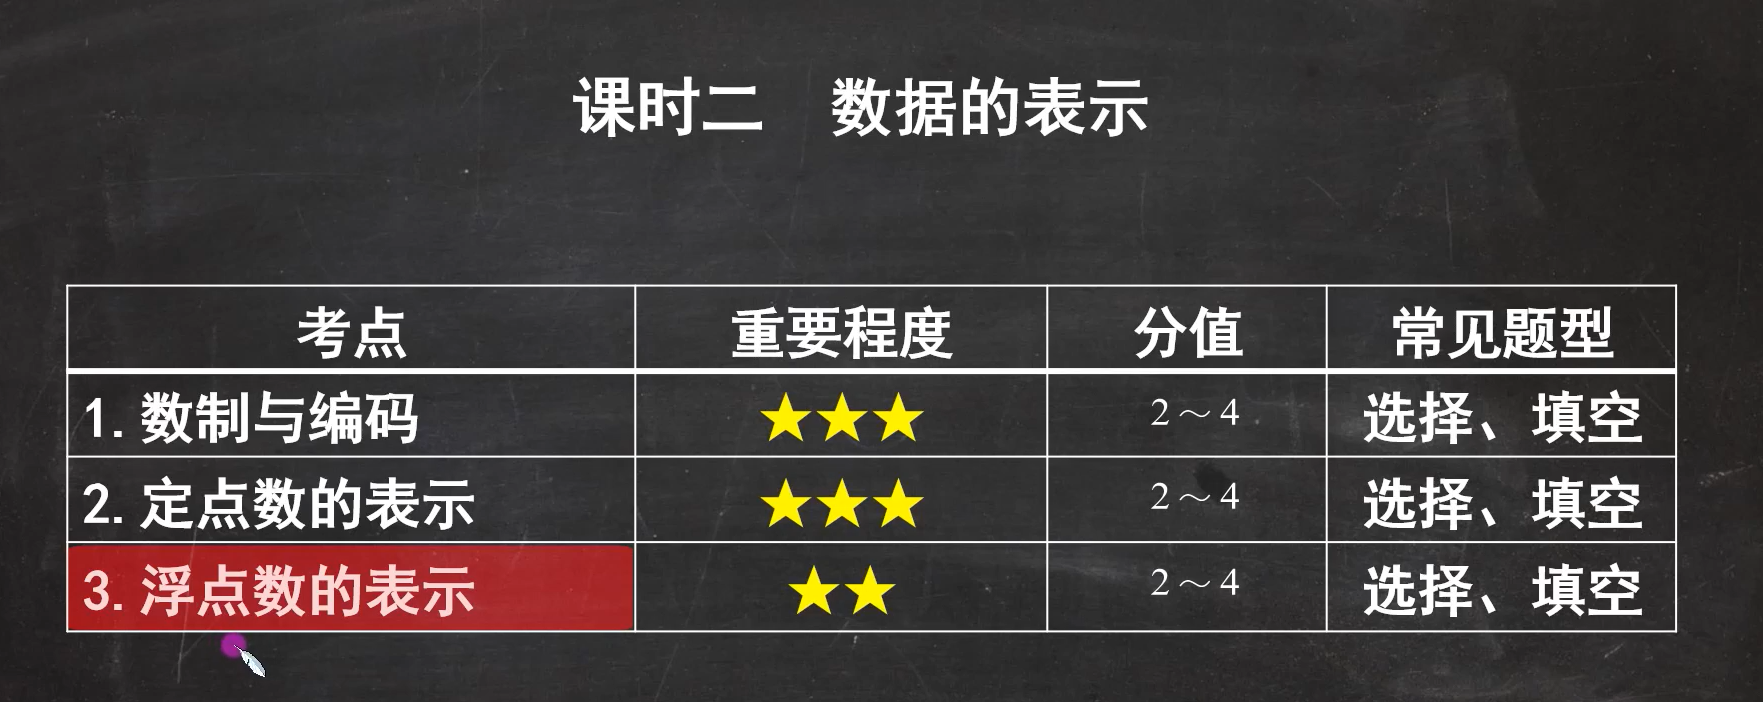 课时二　数据的表示
考点 重要程度 分值 常见题型
1.数制与编码 ★★★ 2～4 选择、填空
2.定点数的表示 ★★★ 2～4 选择、填空
3.浮点数的表示 ★★ 2～4 选择、填空